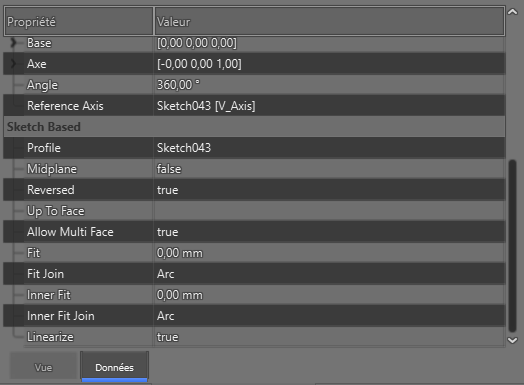 Propriété Valeur
Base [0,00 0,00 0,00]
Axe [-0,00 0,00 1,00]
Angle 360,00 °
Reference Axis Sketch043 [V_Axis]
Sketch Based
Profile Sketch043
Midplane false
Reversed true
Up To Face
Allow Multi Face true
Fit 0,00 mm
Fit Join Arc
Inner Fit 0,00 mm
Inner Fit Join Arc
Linearize true
Vue Données